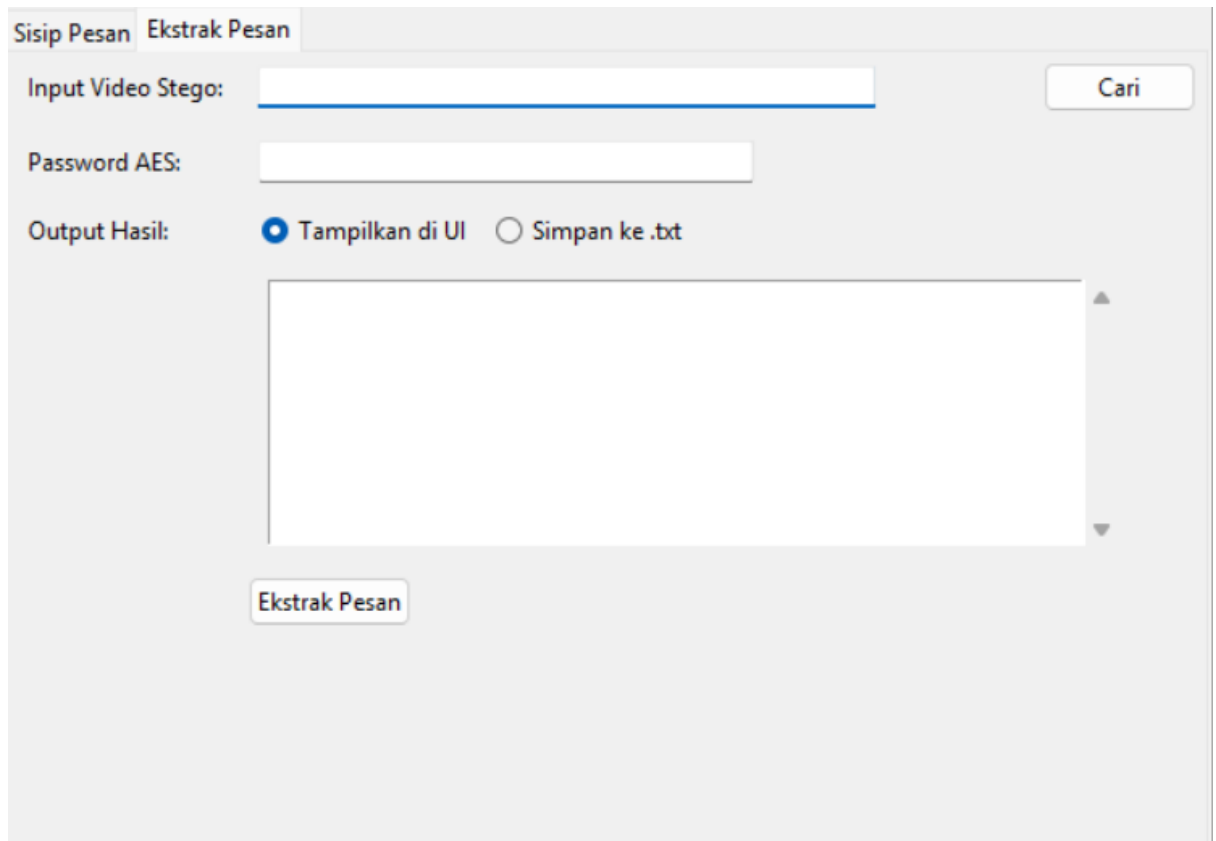 Sisip Pesan Ekstrak Pesan
Input Video Stego: Cari
Password AES:
Output Hasil: Tampilkan di UI Simpan ke .txt
Ekstrak Pesan